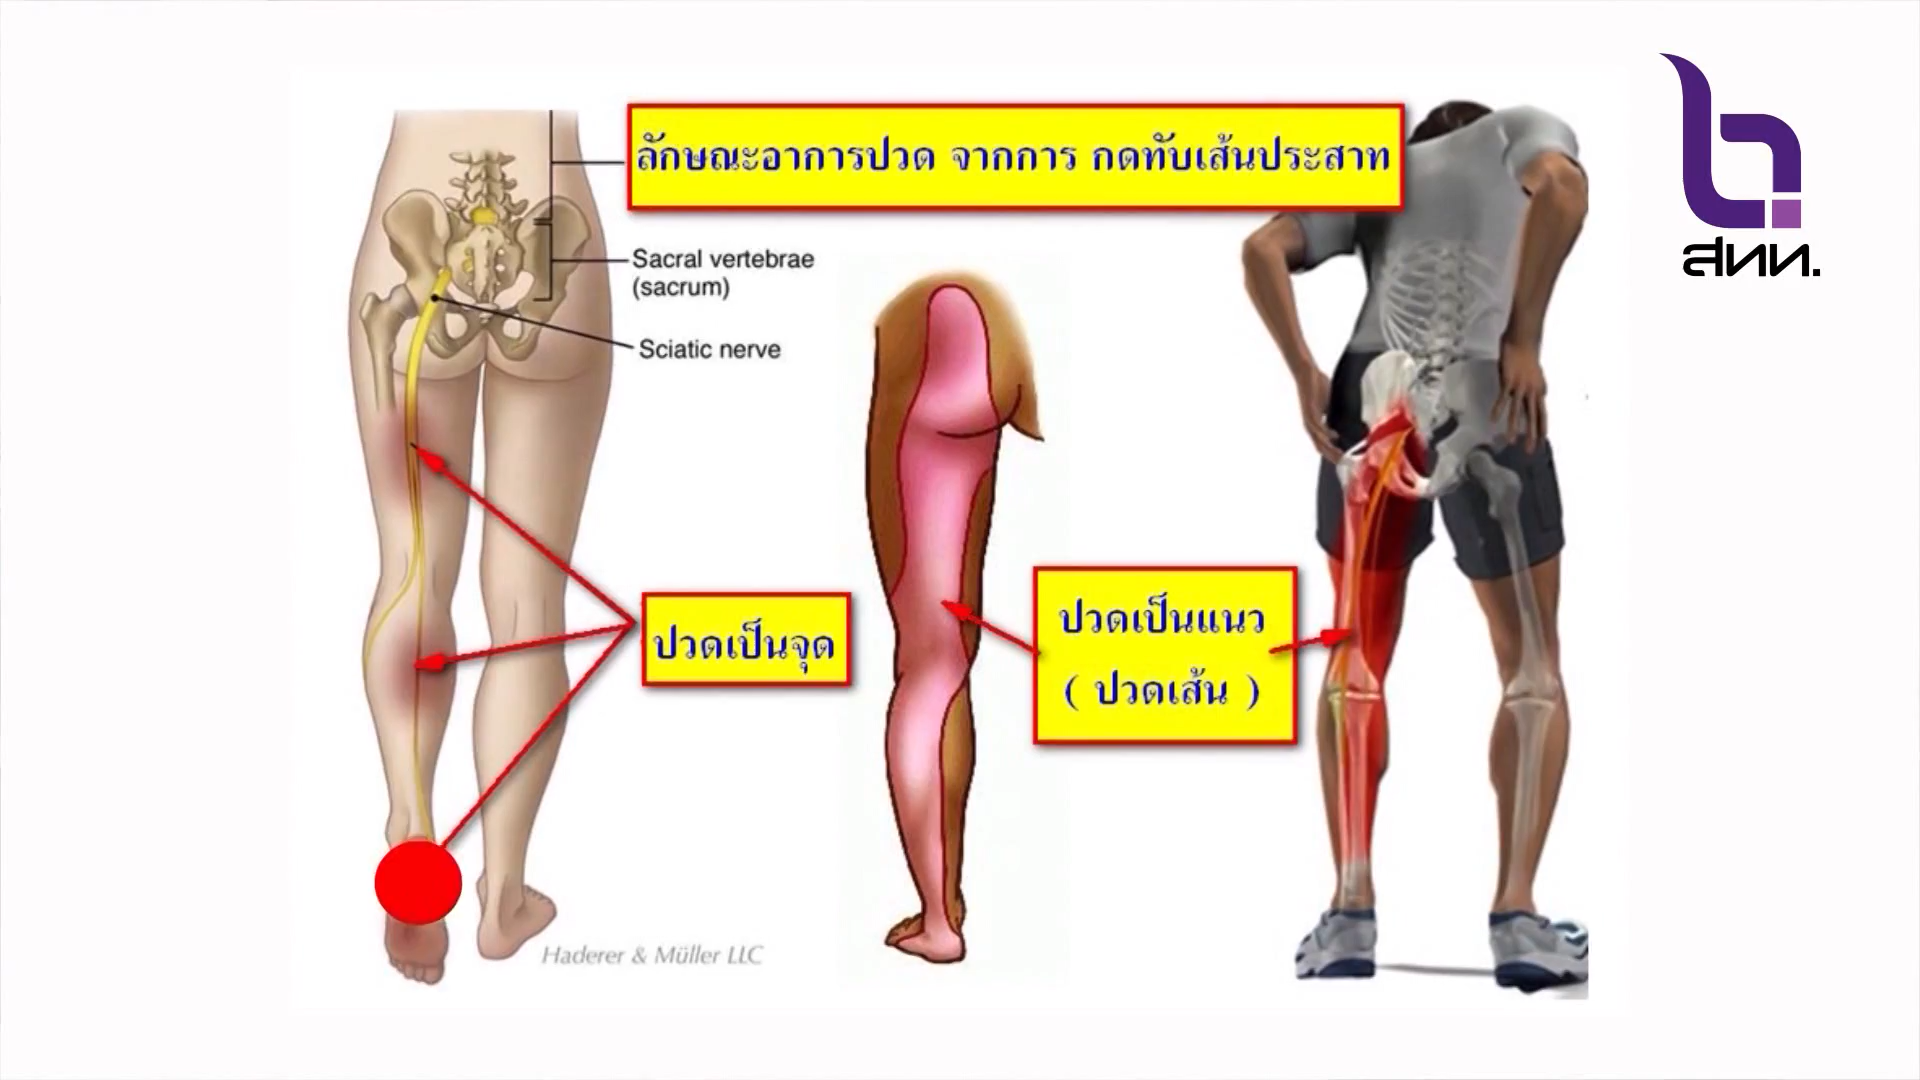 ลักษณะอาการปวด จากการ กดทับเส้นประสาท
สทท.
Sacral vertebrae
(sacrum)
Sciatic nerve
ปวดเป็นจุด
ปวดเป็นแนว
( ปวดเส้น )
Haderer & Müller LLC